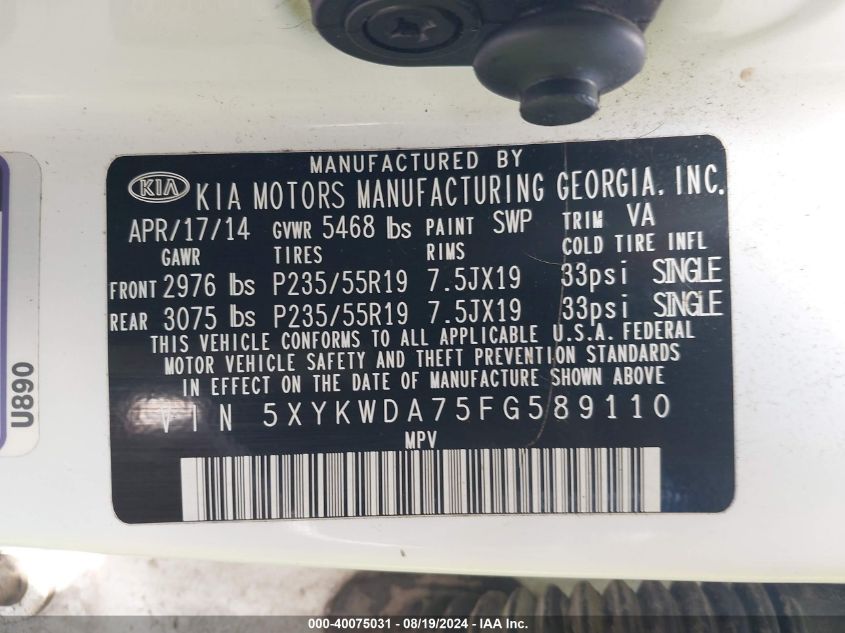 MANUFACTURED BY
KIA KIA MOTORS MANUFACTURING GEORGIA, INC.
APR/17/14 GVWR 5468 lbs PAINT SWP TRIM VA
GAWR TIRES RIMS COLD TIRE INFL
FRONT 2976 lbs P235/55R19 7.5JX19 33psi SINGLE
REAR 3075 lbs P235/55R19 7.5JX19 33psi SINGLE
THIS VEHICLE CONFORMS TO ALL APPLICABLE U.S.A. FEDERAL
MOTOR VEHICLE SAFETY AND THEFT PREVENTION STANDARDS
IN EFFECT ON THE DATE OF MANUFACTURE SHOWN ABOVE
VIN 5XYKWDA75FG589110
MPV
U890
000-40075031 - 08/19/2024 - IAA Inc.